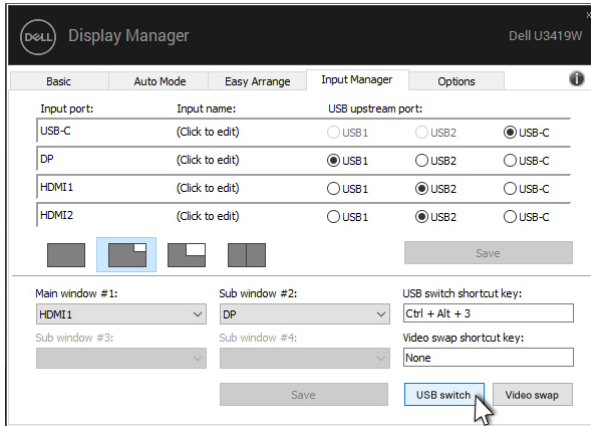 DELL Display Manager Dell U3419W
Basic Auto Mode Easy Arrange Input Manager Options i
Input port: Input name: USB upstream port:
USB-C (Click to edit) USB1 USB2 USB-C
DP (Click to edit) USB1 USB2 USB-C
HDMI1 (Click to edit) USB1 USB2 USB-C
HDMI2 (Click to edit) USB1 USB2 USB-C
Save
Main window #1: Sub window #2: USB switch shortcut key:
HDMI1 DP Ctrl + Alt + 3
Sub window #3: Sub window #4: Video swap shortcut key:
None
Save USB switch Video swap